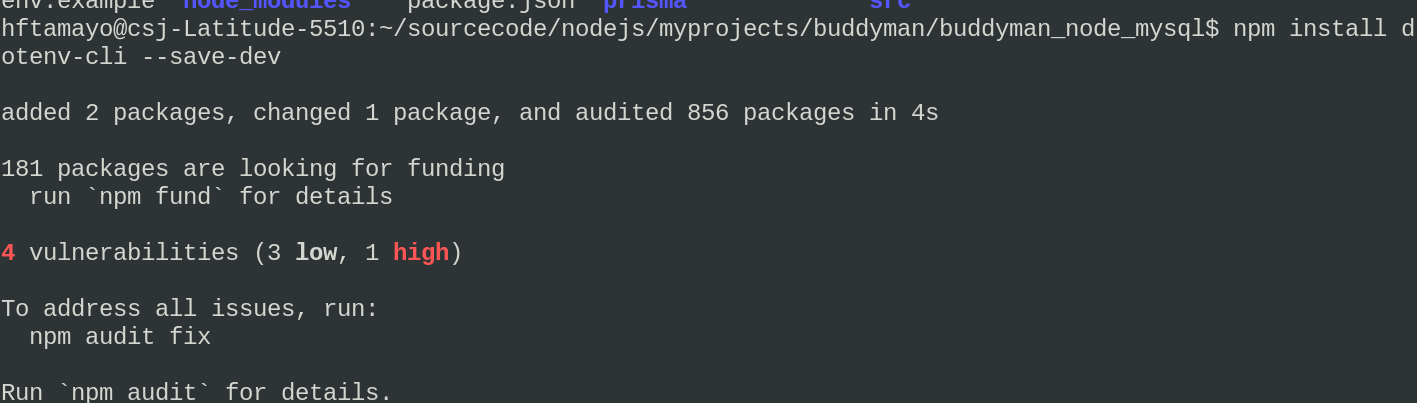 env.example node_modules package.json prisma src
hftamayo@csj-Latitude-5510:~/sourcecode/nodejs/myprojects/buddyman/buddyman_node_mysql$ npm install d
otenv-cli --save-dev
added 2 packages, changed 1 package, and audited 856 packages in 4s
181 packages are looking for funding
run `npm fund` for details
4 vulnerabilities (3 low, 1 high)
To address all issues, run:
npm audit fix
Run `npm audit` for details.